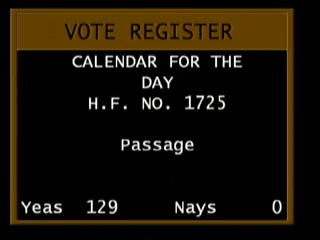 VOTE REGISTER
CALENDAR FOR THE
DAY
H.F. NO. 1725
Passage
Yeas 129 Nays 0